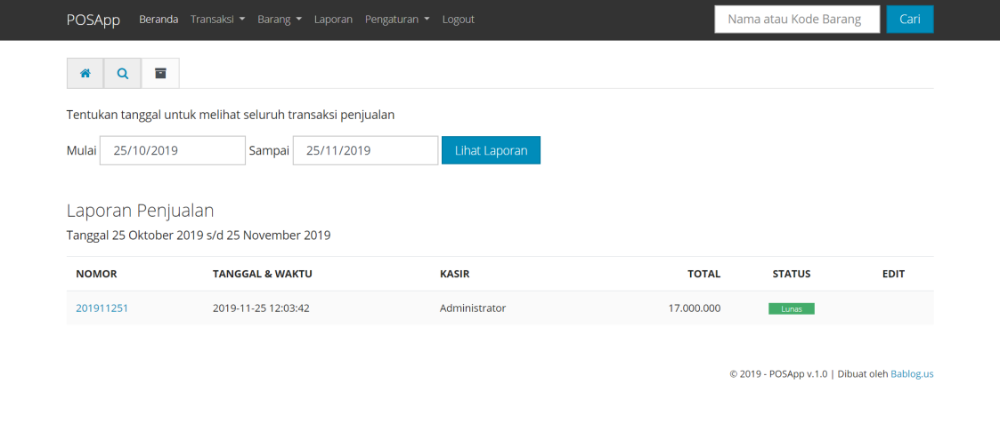 POSApp Beranda Transaksi Barang Laporan Pengaturan Logout Nama atau Kode Barang Cari
Tentukan tanggal untuk melihat seluruh transaksi penjualan
Mulai 25/10/2019 Sampai 25/11/2019 Lihat Laporan
Laporan Penjualan
Tanggal 25 Oktober 2019 s/d 25 November 2019
NOMOR TANGGAL & WAKTU KASIR TOTAL STATUS EDIT
201911251 2019-11-25 12:03:42 Administrator 17.000.000 Lunas
© 2019 - POSApp v.1.0 | Dibuat oleh Bablog.us